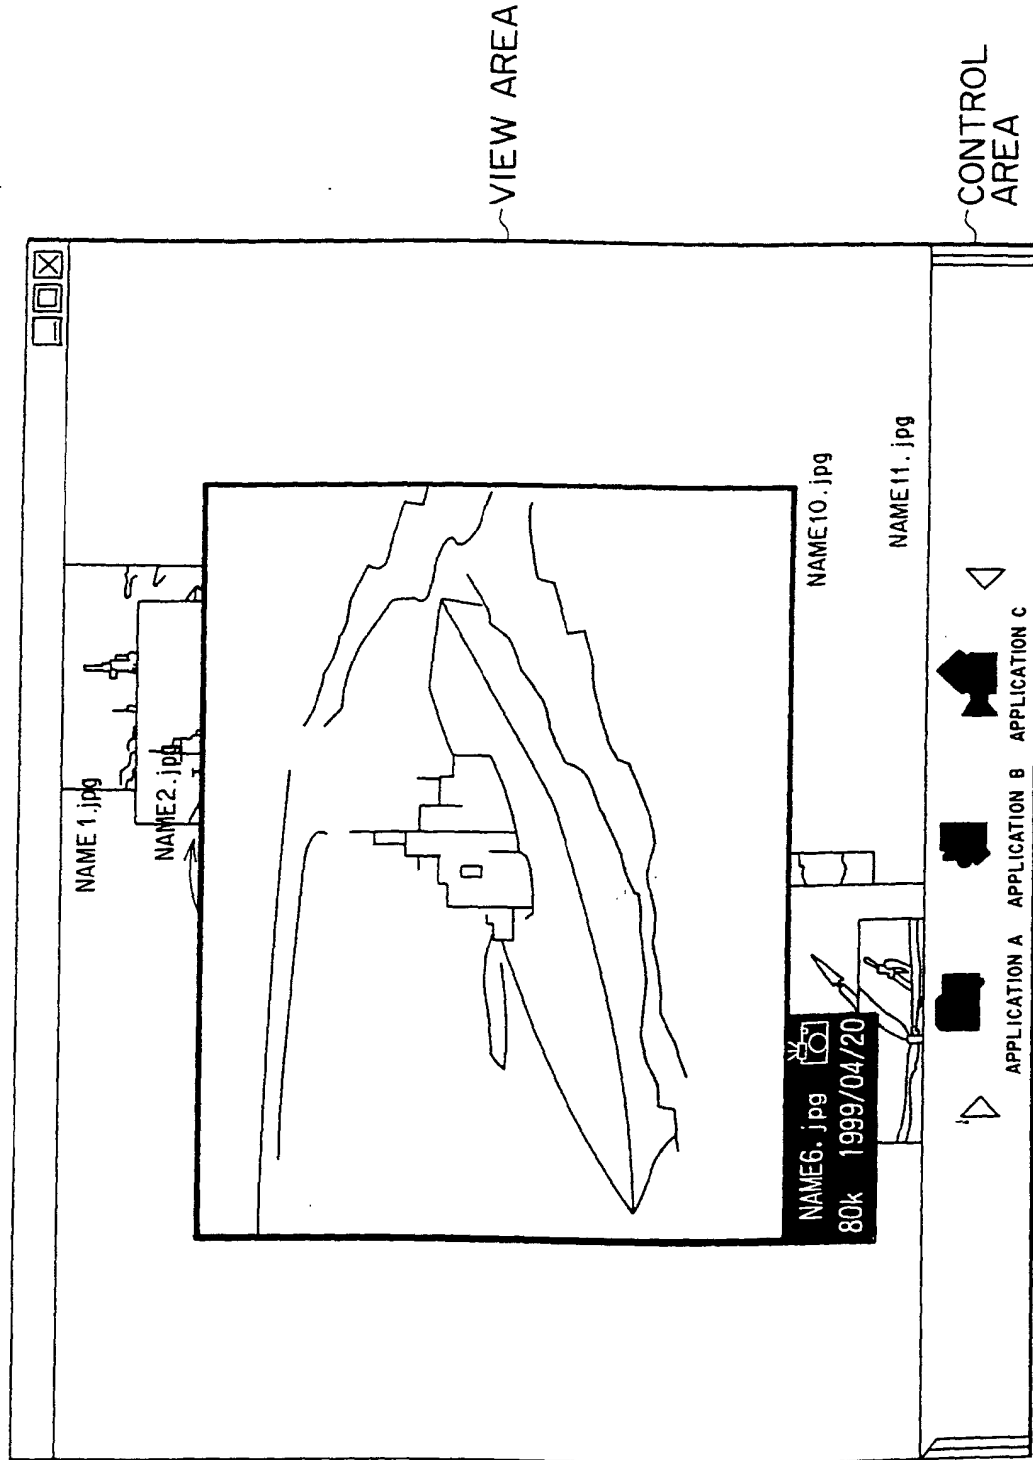 NAME1.jpg
NAME2.jpg
NAME6.jpg
80k 1999/04/20
NAME10.jpg
NAME11.jpg
APPLICATION A APPLICATION B APPLICATION C
VIEW AREA
CONTROL
AREA